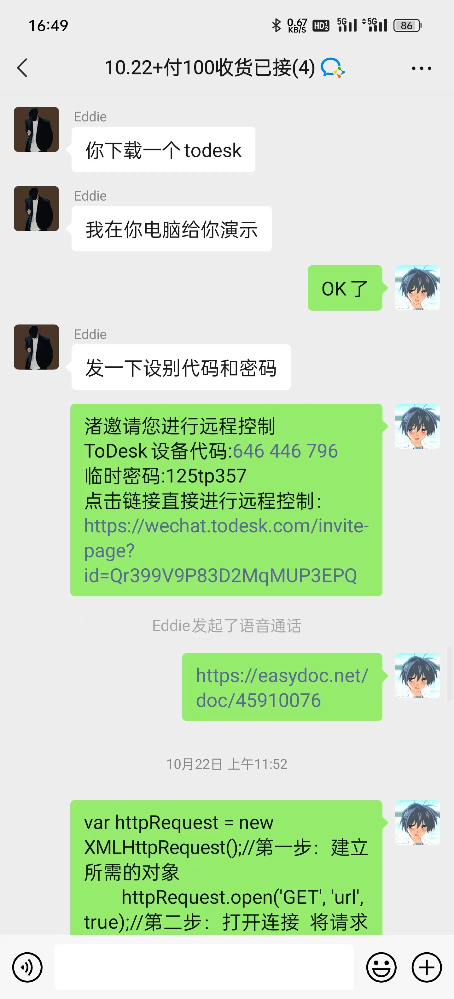 16:49
0.67
KB/S
HD 1
2
5G
5G
86
10.22+付100收货已接(4)
Eddie
你下载一个todesk
Eddie
我在你电脑给你演示
OK了
Eddie
发一下设别代码和密码
渚邀请您进行远程控制
ToDesk设备代码:646 446 796
临时密码:125tp357
点击链接直接进行远程控制：
https://wechat.todesk.com/invite-
page?
id=Qr399V9P83D2MqMUP3EPQ
Eddie发起了语音通话
https://easydoc.net/
doc/45910076
10月22日 上午11:52
var httpRequest = new
XMLHttpRequest();//第一步：建立
所需的对象
httpRequest.open('GET', 'url',
true);//第二步：打开连接 将请求